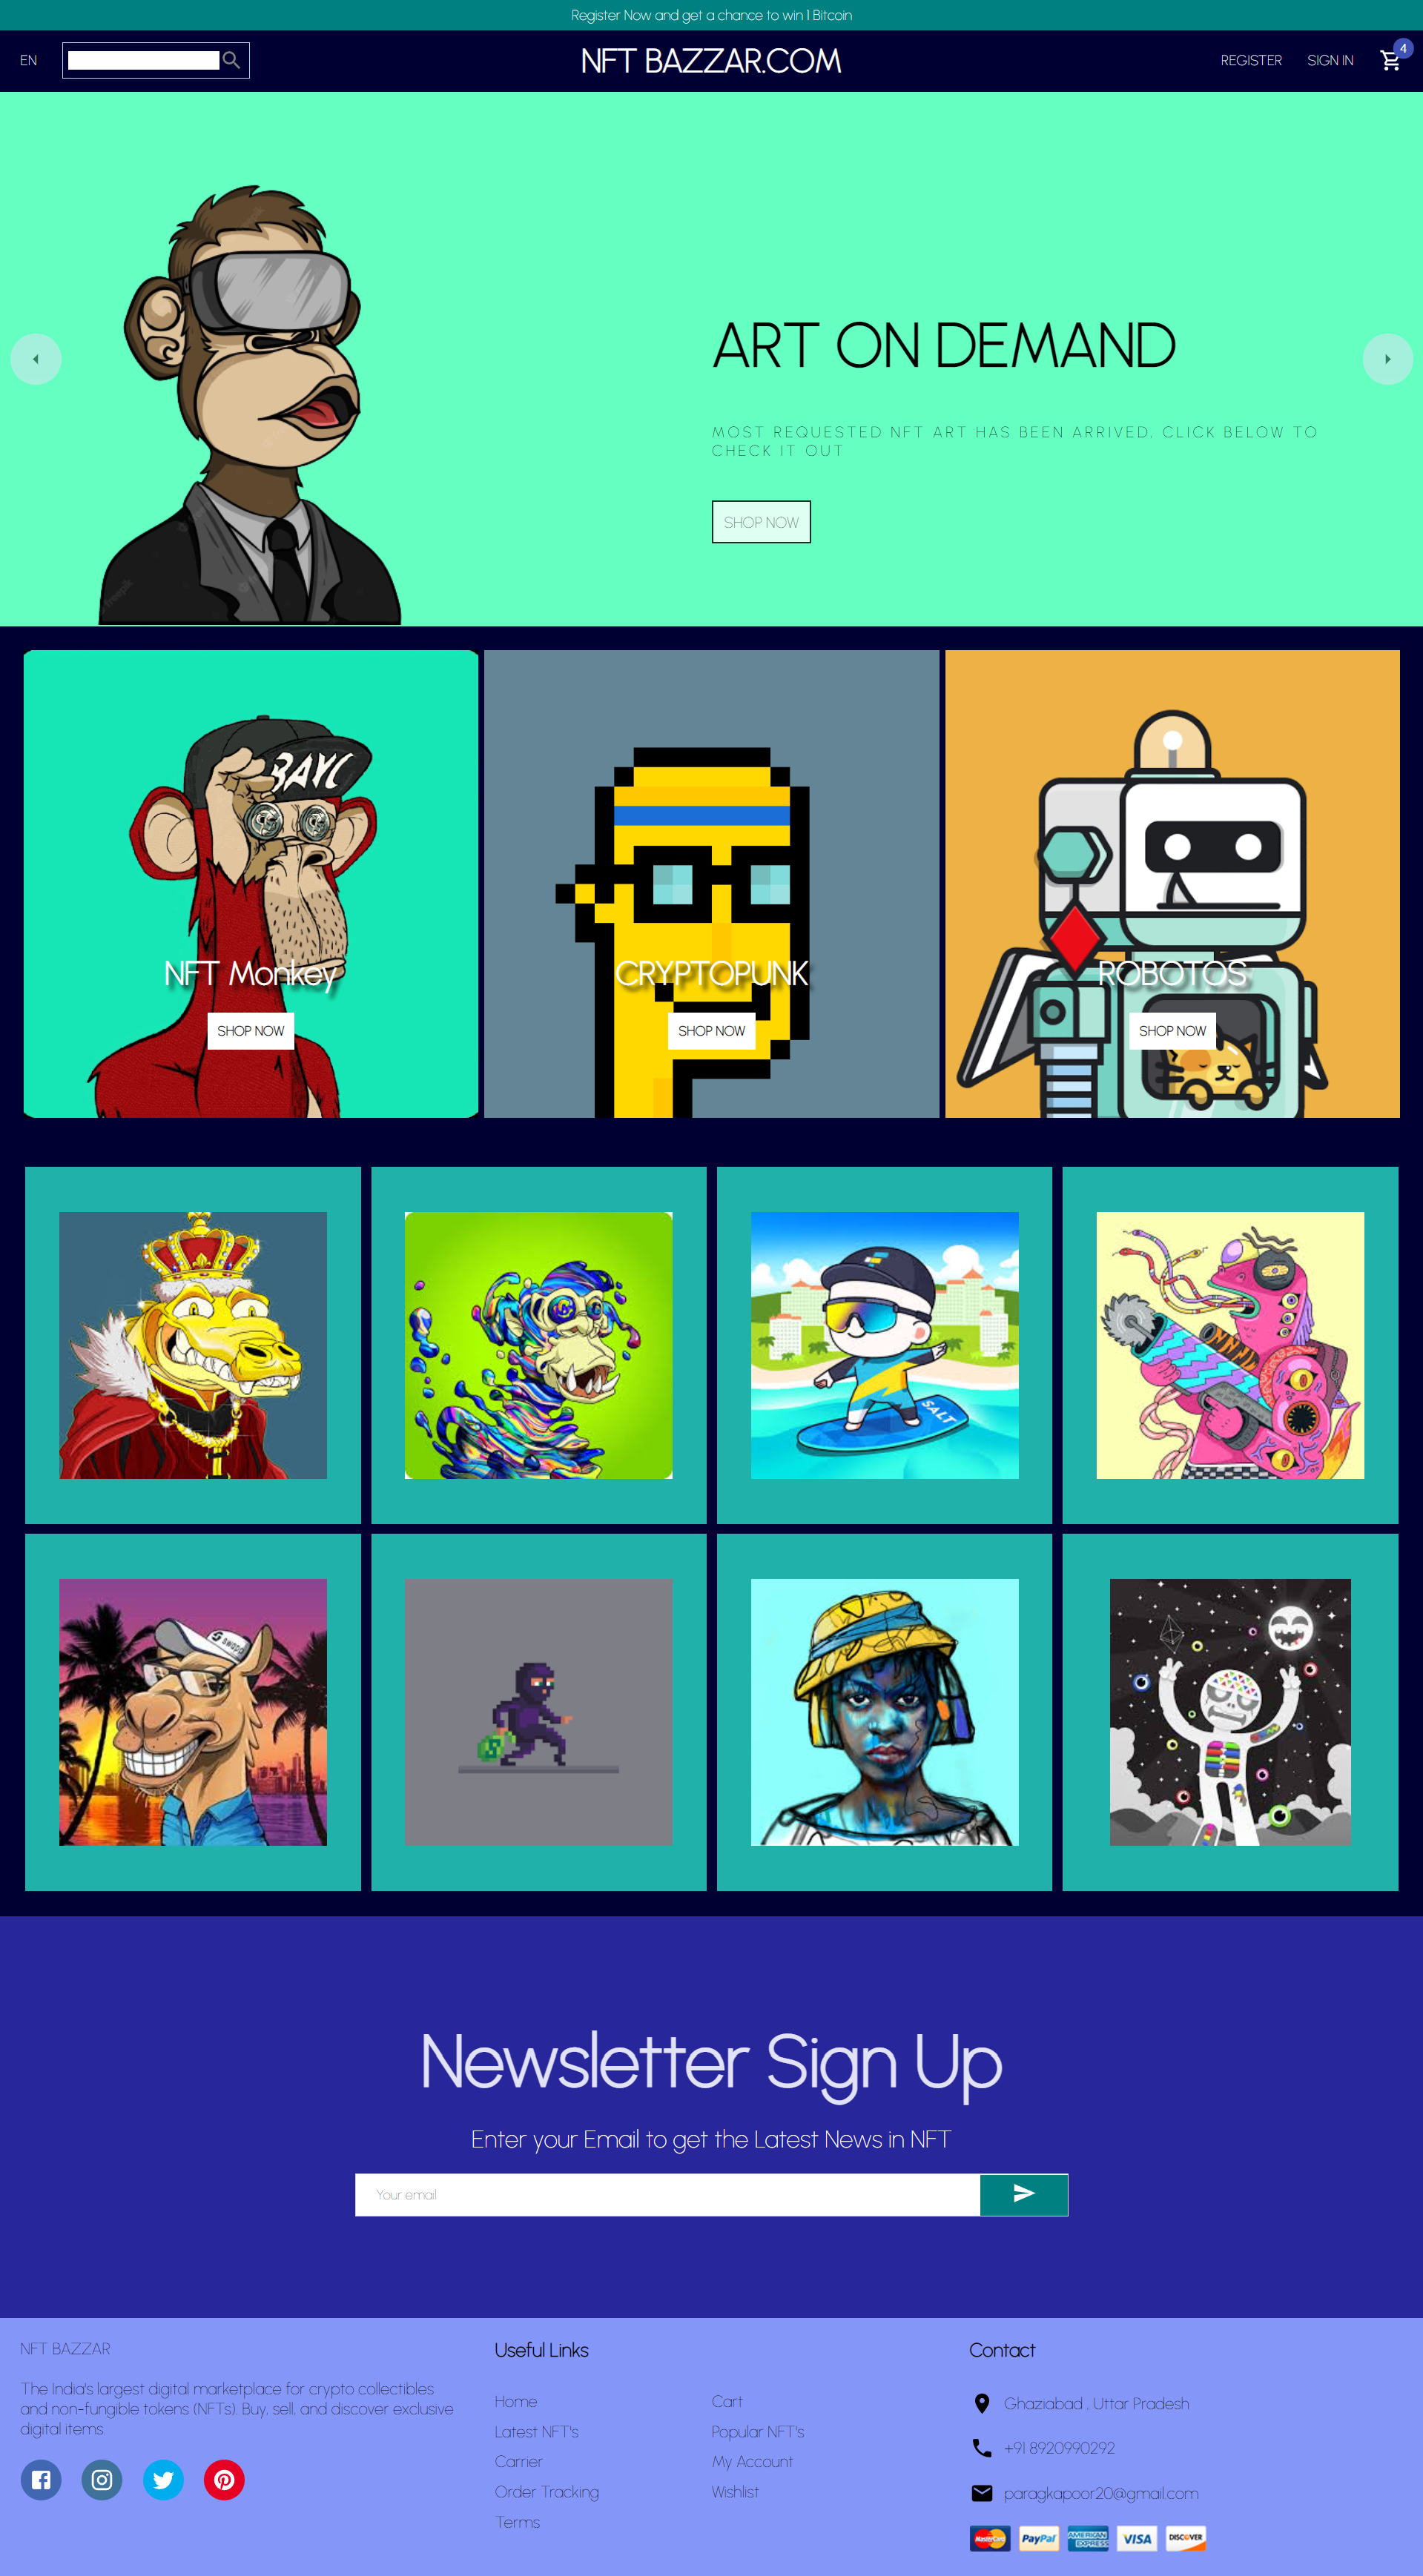 Register Now and get a chance to win 1 Bitcoin
EN
NFT BAZZAR.COM
REGISTER
SIGN IN
4
ART ON DEMAND
MOST REQUESTED NFT ART HAS BEEN ARRIVED, CLICK BELOW TO
CHECK IT OUT
SHOP NOW
BAYC
NFT Monkey
SHOP NOW
CRYPTOPUNK
SHOP NOW
ROBOTOS
SHOP NOW
SALT
Newsletter Sign Up
Enter your Email to get the Latest News in NFT
Your email
NFT BAZZAR
The India's largest digital marketplace for crypto collectibles
and non-fungible tokens (NFTs). Buy, sell, and discover exclusive
digital items.
Useful Links
Home
Cart
Latest NFT's
Popular NFT's
Carrier
My Account
Order Tracking
Wishlist
Terms
Contact
Ghaziabad , Uttar Pradesh
+91 8920990292
paragkapoor20@gmail.com
MasterCard
PayPal
AMERICAN EXPRESS
VISA
DISCOVER